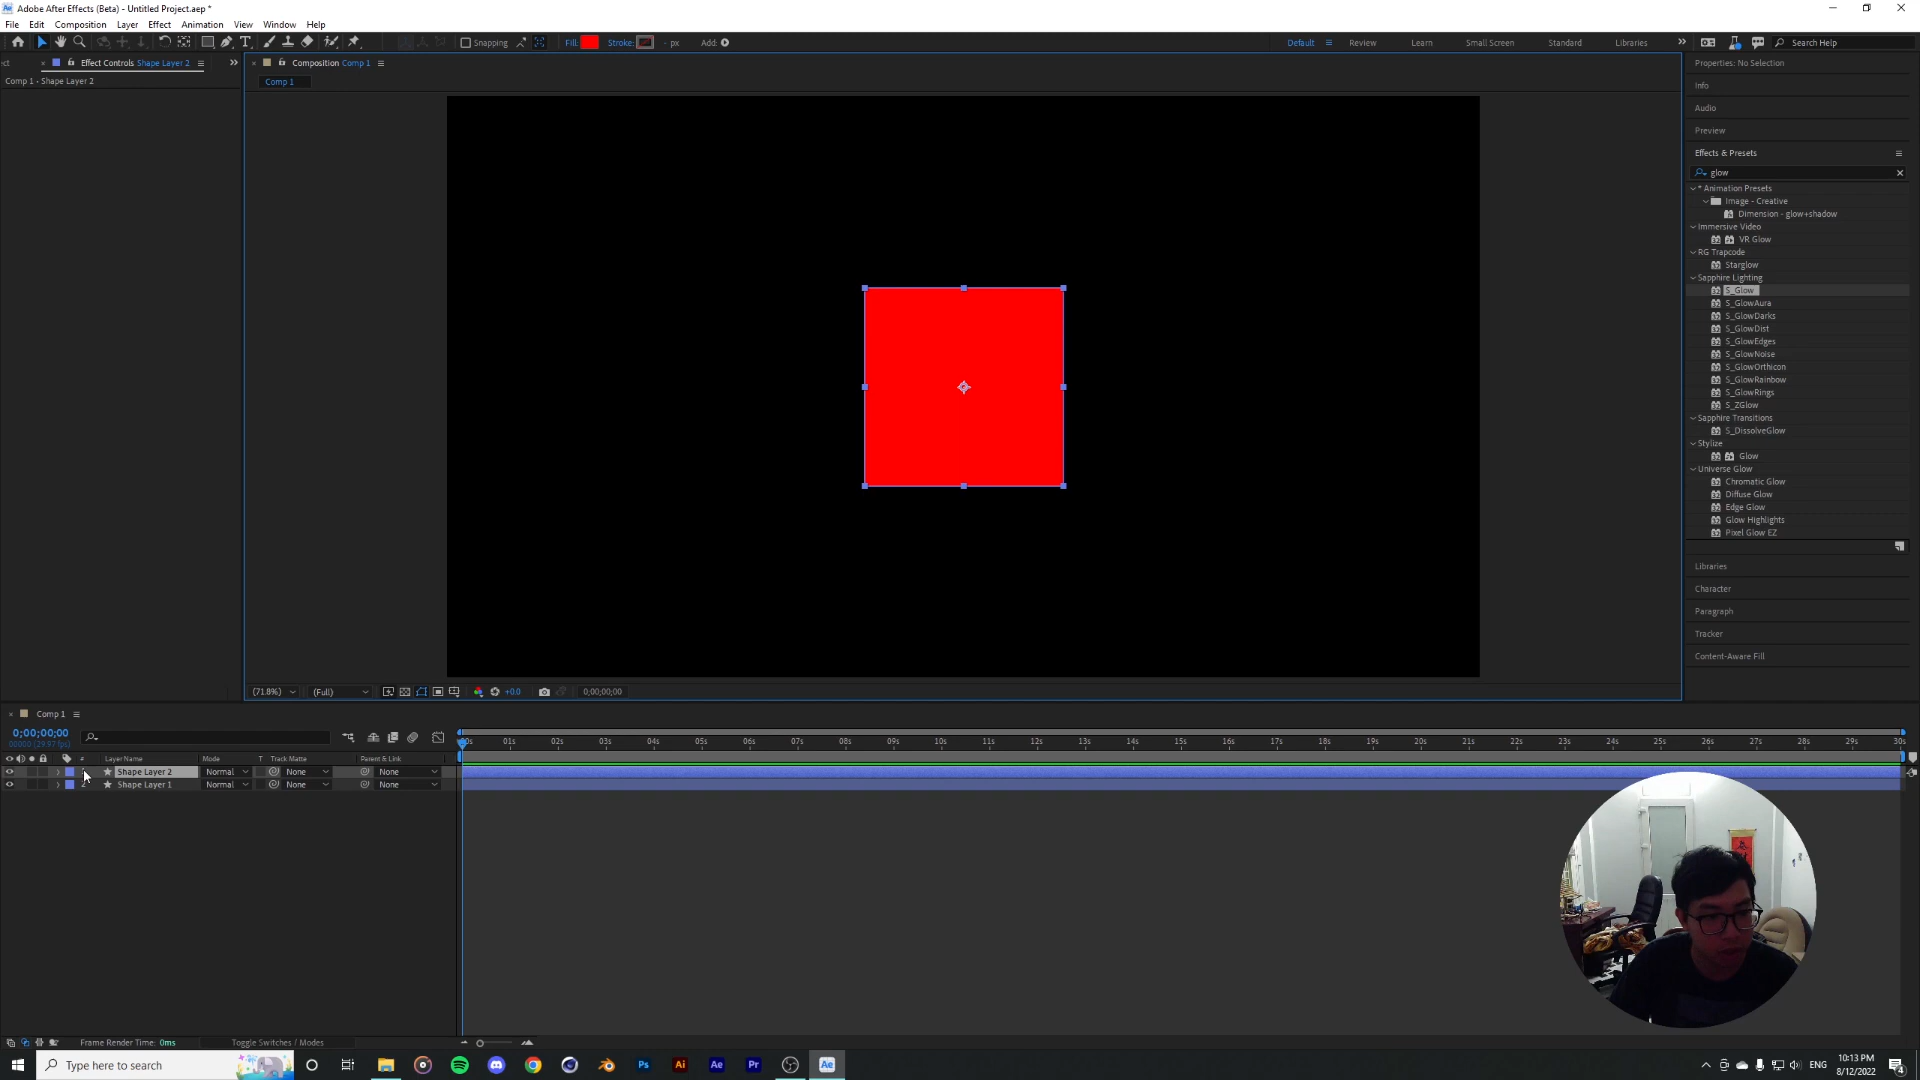 Adobe After Effects (Beta) - Untitled Project.aep *
File Edit Composition Layer Effect Animation View Window Help
Snapping Fill: Stroke: - px Add:
Default Review Learn Small Screen Standard Libraries Search Help
ct Effect Controls Shape Layer 2
Comp 1 • Shape Layer 2
Composition Comp 1
Comp 1
Properties: No Selection
Info
Audio
Preview
Effects & Presets
glow
* Animation Presets
Image - Creative
Dimension - glow+shadow
Immersive Video
VR Glow
RG Trapcode
Starglow
Sapphire Lighting
S_Glow
S_GlowAura
S_GlowDarks
S_GlowDist
S_GlowEdges
S_GlowNoise
S_GlowOrthicon
S_GlowRainbow
S_GlowRings
S_ZGlow
Sapphire Transitions
S_DissolveGlow
Stylize
Glow
Universe Glow
Chromatic Glow
Diffuse Glow
Edge Glow
Glow Highlights
Pixel Glow EZ
Libraries
Character
Paragraph
Tracker
Content-Aware Fill
(71.8%) (Full) +0.0 0;00;00;00
Comp 1
0;00;00;00
00000 (29.97 fps)
# Layer Name Mode T Track Matte Parent & Link
Shape Layer 2 Normal None None
2 Shape Layer 1 Normal None None
01s 02s 03s 04s 05s 06s 07s 08s 09s 10s 11s 12s 13s 14s 15s 16s 17s 18s 19s 20s 21s 22s 23s 24s 25s 26s 27s 28s 29s 30s
Frame Render Time: 0ms Toggle Switches / Modes
Type here to search
Ps Ai Ae Pr Ae
ENG
10:13 PM
8/12/2022
4